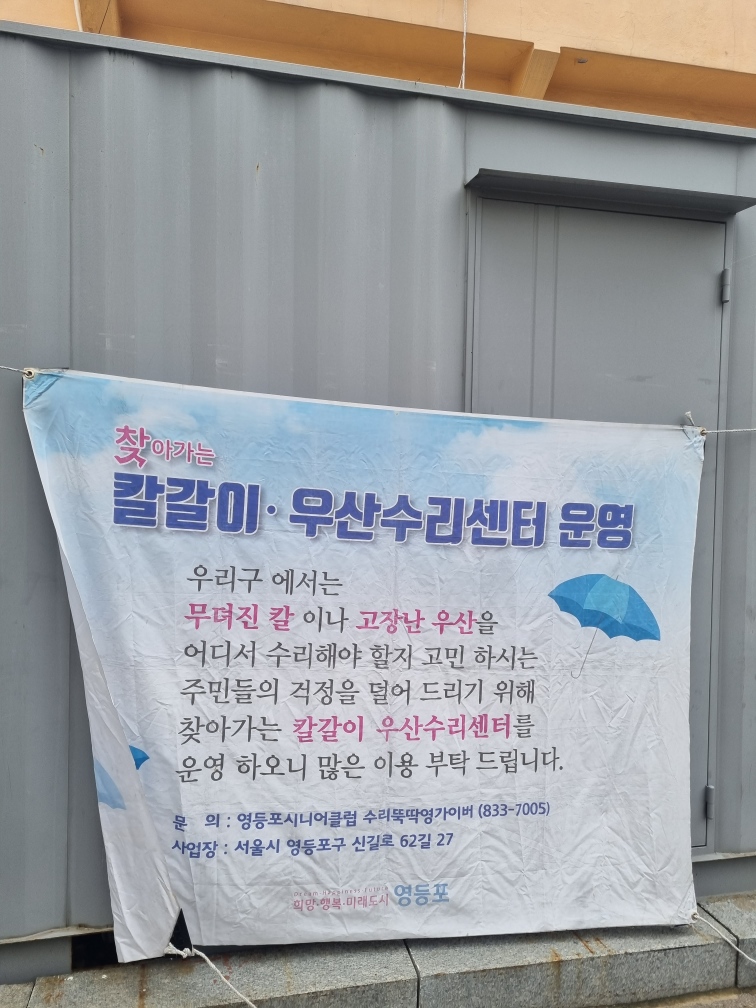 찾아가는
칼갈이·우산수리센터 운영
우리구 에서는
무뎌진 칼 이나 고장난 우산을
어디서 수리해야 할지 고민 하시는
주민들의 걱정을 덜어 드리기 위해
찾아가는 칼갈이 우산수리센터를
운영 하오니 많은 이용 부탁 드립니다.
문 의 : 영등포시니어클럽 수리뚝딱영가이버 (833-7005)
사업장 : 서울시 영등포구 신길로 62길 27
Dream Happiness Future
희망·행복·미래도시 영등포